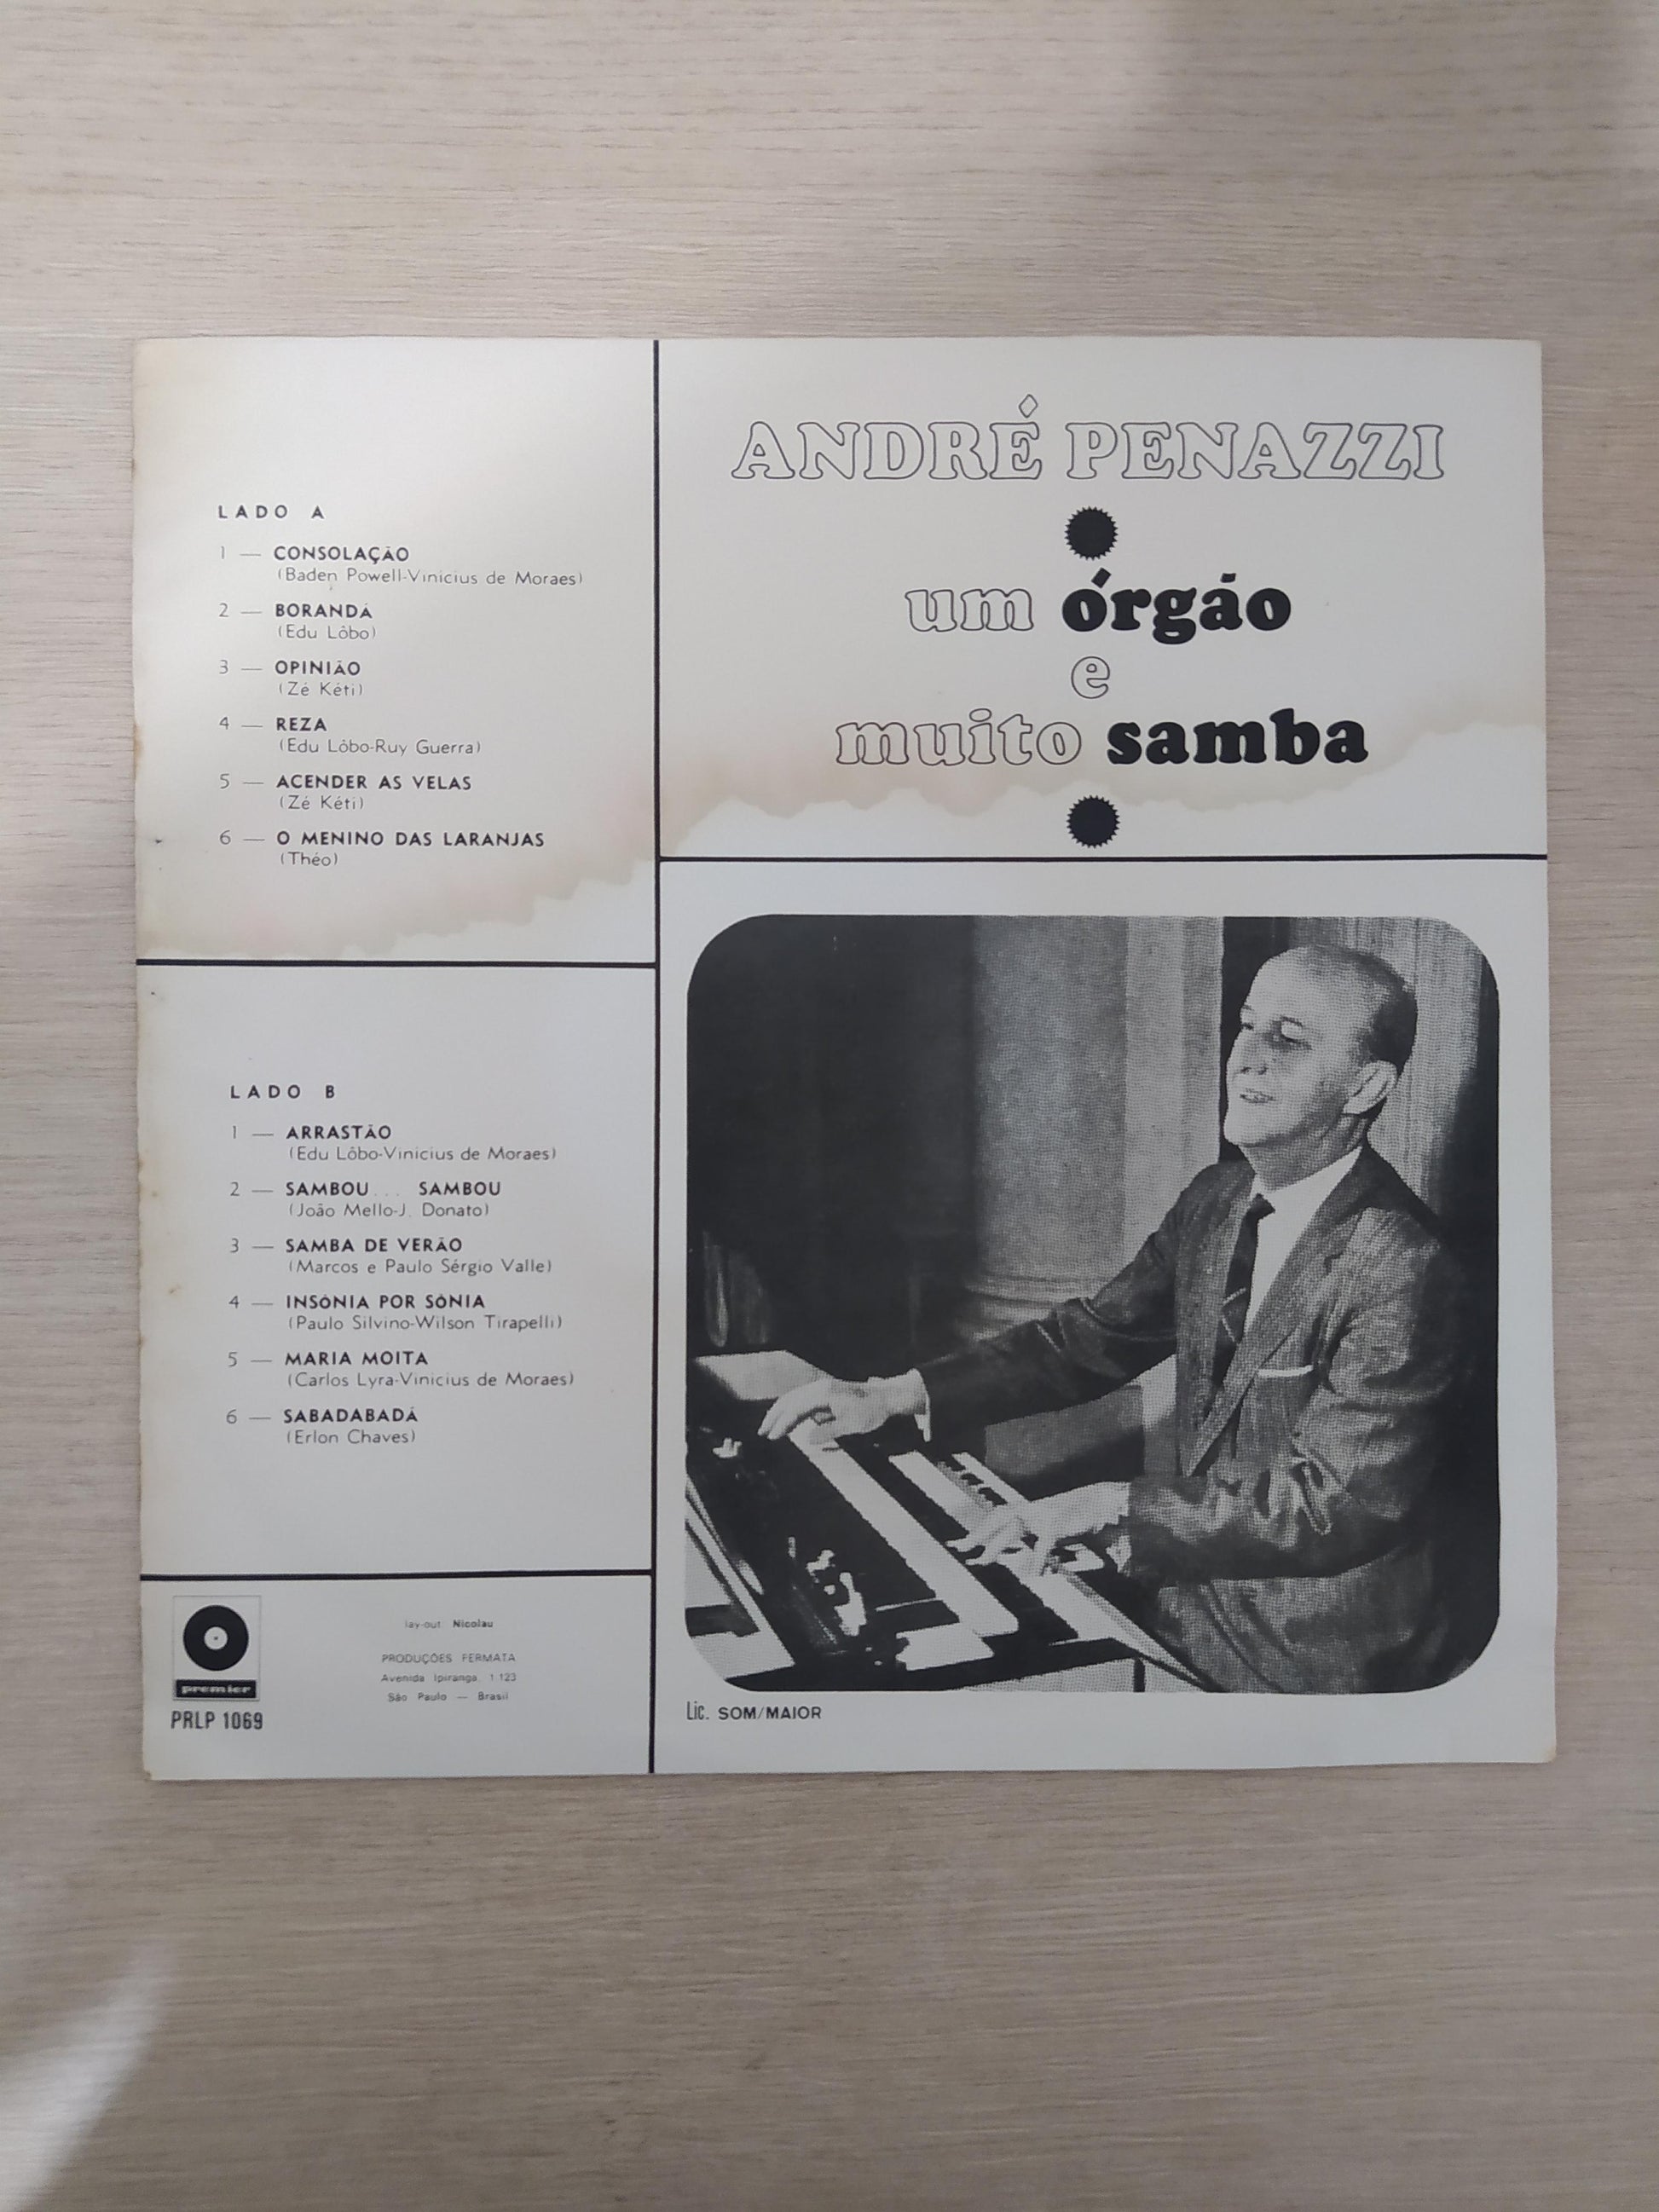 LADO A
1 — CONSOLAÇÃO
(Baden Powell-Vinicius de Moraes)
2 — BORANDÁ
(Edu Lôbo)
3 — OPINIÃO
(Zé Kéti)
4 — REZA
(Edu Lôbo-Ruy Guerra)
5 — ACENDER AS VELAS
(Zé Kéti)
6 — O MENINO DAS LARANJAS
(Théo)
LADO B
1 — ARRASTÃO
(Edu Lôbo-Vinicius de Moraes)
2 — SAMBOU... SAMBOU
(João Mello-J. Donato)
3 — SAMBA DE VERÃO
(Marcos e Paulo Sérgio Valle)
4 — INSÔNIA POR SÔNIA
(Paulo Silvino-Wilson Tirapelli)
5 — MARIA MOITA
(Carlos Lyra-Vinicius de Moraes)
6 — SABADABADÁ
(Erlon Chaves)
premier
PRLP 1069
lay-out: Nicolau
PRODUÇÕES FERMATA
Avenida Ipiranga, 1.123
São Paulo — Brasil
ANDRÉ PENAZZI
um órgão
e
muito samba
Lic. SOM/MAIOR